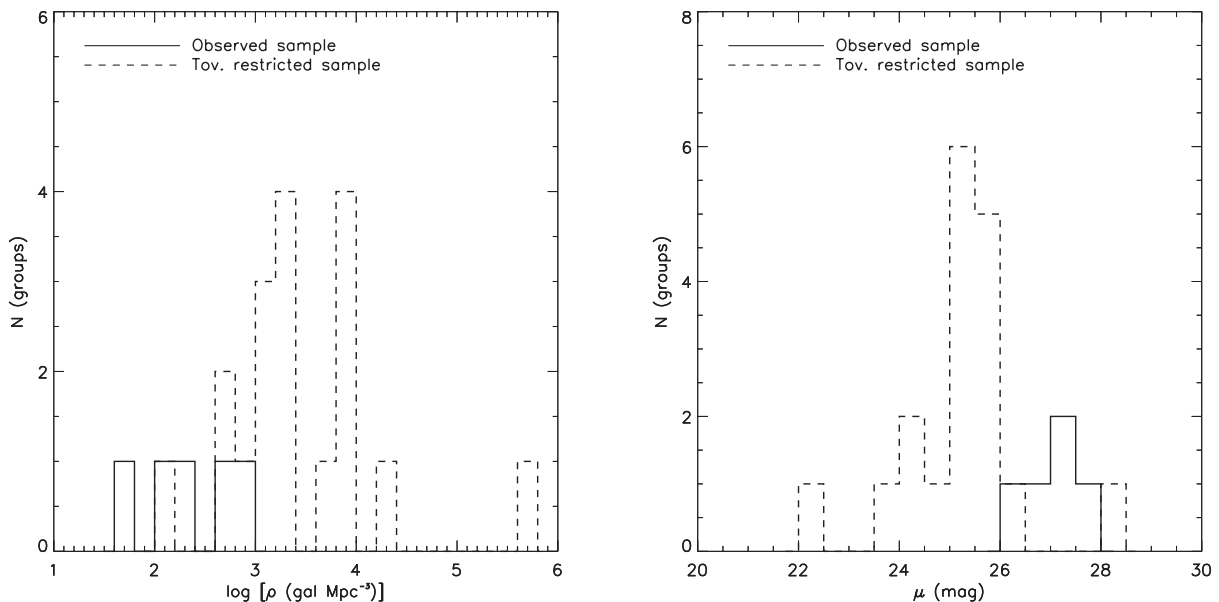 6
4
2
0
N (groups)
Observed sample
Tov. restricted sample
1 2 3 4 5 6
log [ρ (gal Mpc⁻³)]
8
6
4
2
0
N (groups)
Observed sample
Tov. restricted sample
20 22 24 26 28 30
μ (mag)